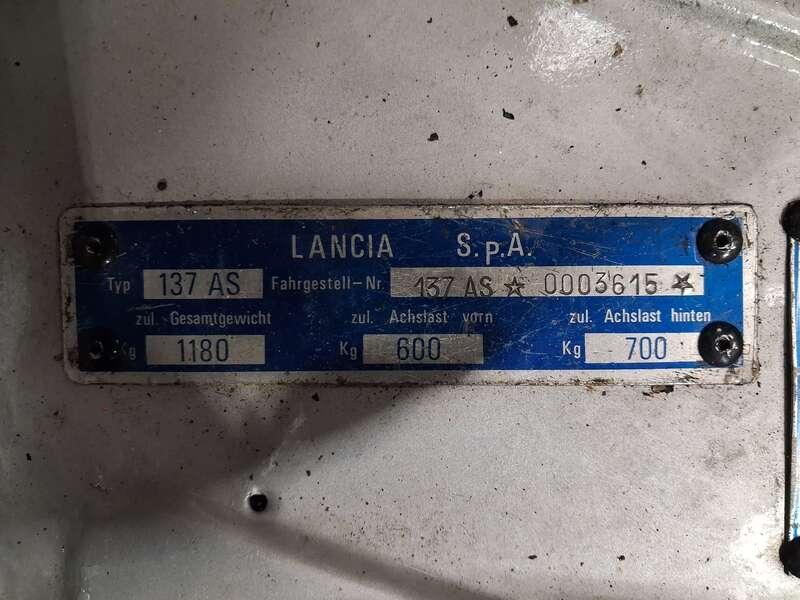 LANCIA S.p.A.
Typ 137 AS Fahrgestell-Nr. 137 AS ☆ 0003615 ☆
zul. Gesamtgewicht zul. Achslast vorn zul. Achslast hinten
Kg 1180 Kg 600 Kg 700